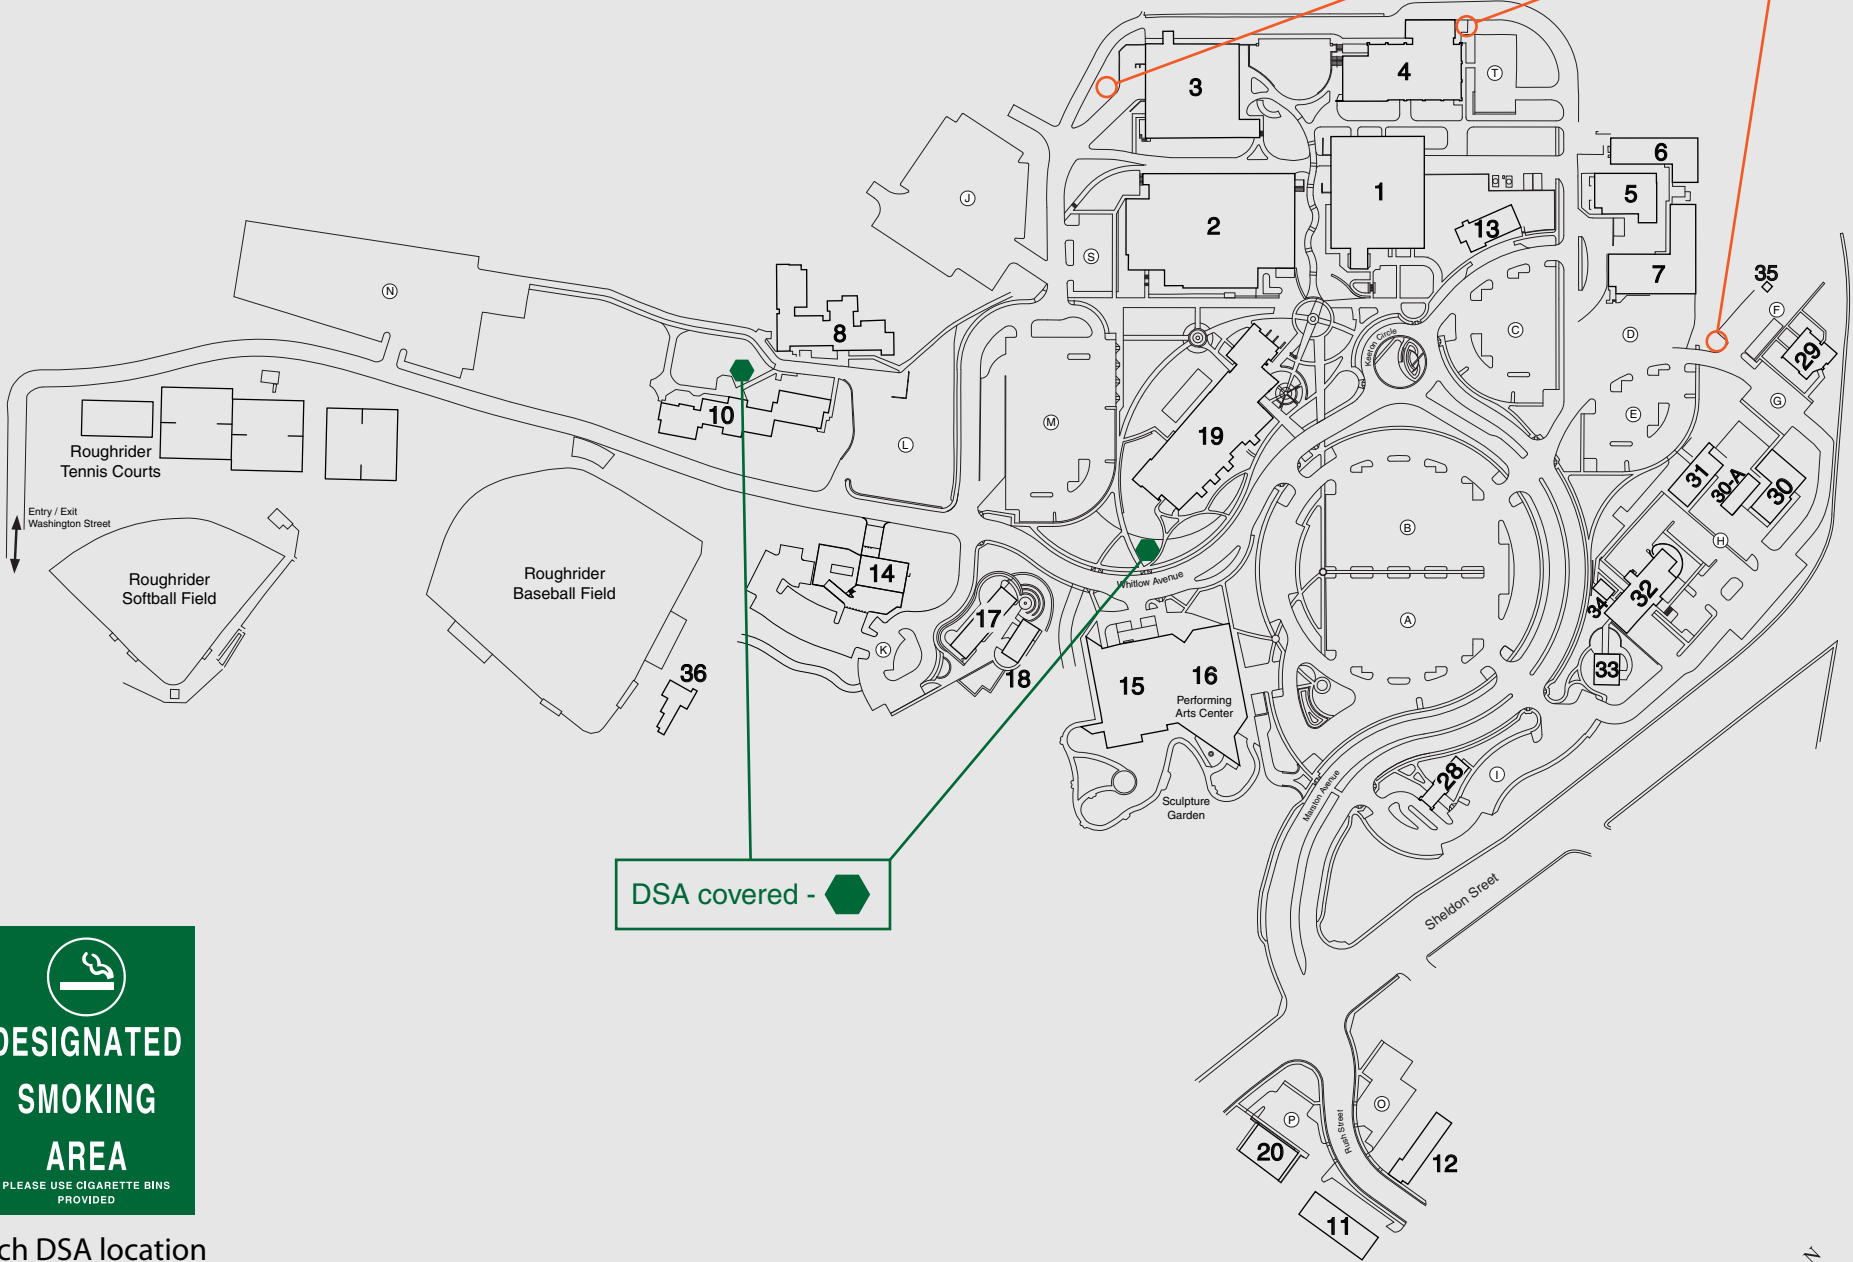 3
4
T
6
5
1
2
13
7
J
S
N
35
F
C
D
8
29
Keeton Circle
G
E
10
M
L
19
Roughrider
Tennis Courts
31
30-A
30
Entry / Exit
Washington Street
B
H
Roughrider
Softball Field
Roughrider
Baseball Field
14
Whitlow Avenue
32
34
17
A
K
33
36
18
15
16
Performing
Arts Center
28
I
Marston Avenue
Sculpture
Garden
DSA covered -
Sheldon Sreet
DESIGNATED
SMOKING
AREA
PLEASE USE CIGARETTE BINS
PROVIDED
ch DSA location
O
P
Rush Street
20
12
11
N